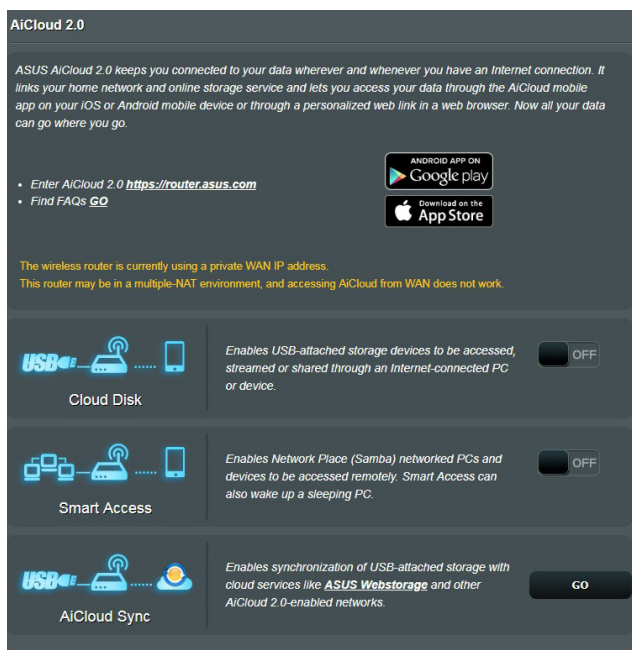 AiCloud 2.0
ASUS AiCloud 2.0 keeps you connected to your data wherever and whenever you have an Internet connection. It
links your home network and online storage service and lets you access your data through the AiCloud mobile
app on your iOS or Android mobile device or through a personalized web link in a web browser. Now all your data
can go where you go.
ANDROID APP ON
Google play
• Enter AiCloud 2.0 https://router.asus.com
• Find FAQs GO
Download on the
App Store
The wireless router is currently using a private WAN IP address.
This router may be in a multiple-NAT environment, and accessing AiCloud from WAN does not work.
USB
Cloud Disk
Enables USB-attached storage devices to be accessed,
streamed or shared through an Internet-connected PC
or device.
OFF
Smart Access
Enables Network Place (Samba) networked PCs and
devices to be accessed remotely. Smart Access can
also wake up a sleeping PC.
OFF
USB
AiCloud Sync
Enables synchronization of USB-attached storage with
cloud services like ASUS Webstorage and other
AiCloud 2.0-enabled networks.
GO